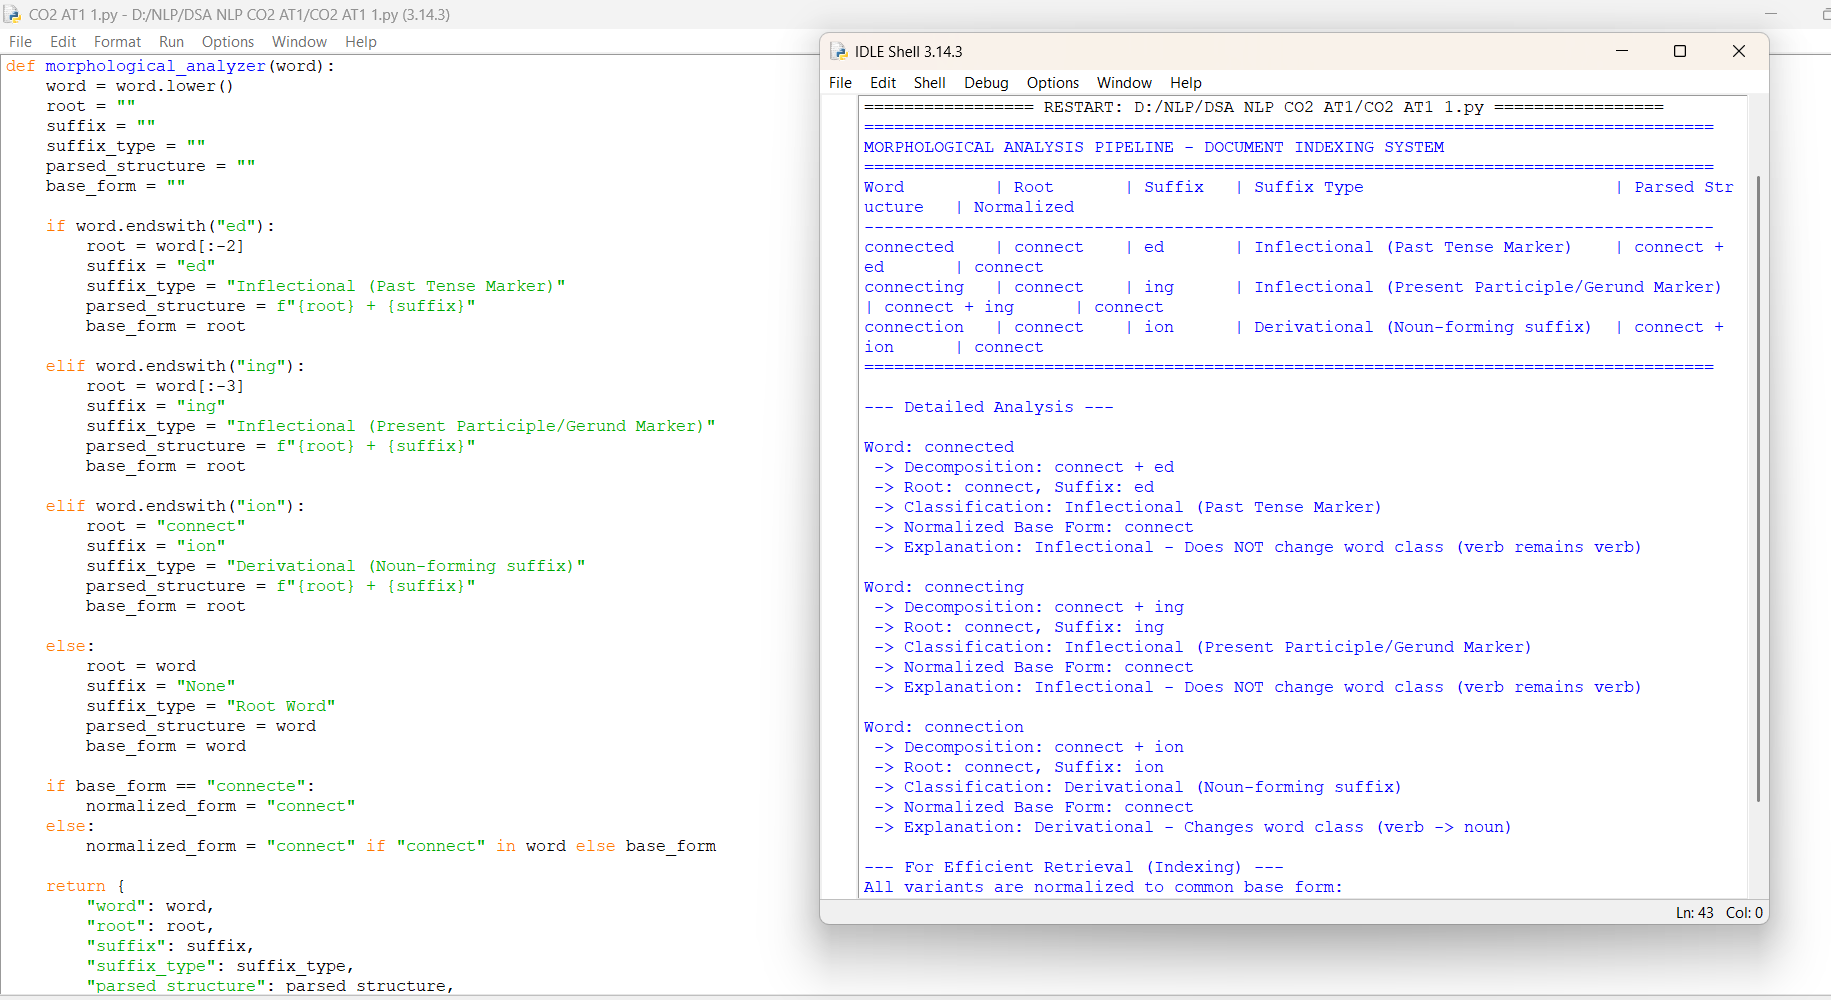 CO2 AT1 1.py - D:/NLP/DSA NLP CO2 AT1/CO2 AT1 1.py (3.14.3)
File Edit Format Run Options Window Help
def morphological_analyzer(word):
    word = word.lower()
    root = ""
    suffix = ""
    suffix_type = ""
    parsed_structure = ""
    base_form = ""

    if word.endswith("ed"):
        root = word[:-2]
        suffix = "ed"
        suffix_type = "Inflectional (Past Tense Marker)"
        parsed_structure = f"{root} + {suffix}"
        base_form = root

    elif word.endswith("ing"):
        root = word[:-3]
        suffix = "ing"
        suffix_type = "Inflectional (Present Participle/Gerund Marker)"
        parsed_structure = f"{root} + {suffix}"
        base_form = root

    elif word.endswith("ion"):
        root = "connect"
        suffix = "ion"
        suffix_type = "Derivational (Noun-forming suffix)"
        parsed_structure = f"{root} + {suffix}"
        base_form = root

    else:
        root = word
        suffix = "None"
        suffix_type = "Root Word"
        parsed_structure = word
        base_form = word

    if base_form == "connecte":
        normalized_form = "connect"
    else:
        normalized_form = "connect" if "connect" in word else base_form

    return {
        "word": word,
        "root": root,
        "suffix": suffix,
        "suffix_type": suffix_type,
        "parsed_structure": parsed_structure,
IDLE Shell 3.14.3
File Edit Shell Debug Options Window Help
================= RESTART: D:/NLP/DSA NLP CO2 AT1/CO2 AT1 1.py =================
=====================================================================================
MORPHOLOGICAL ANALYSIS PIPELINE - DOCUMENT INDEXING SYSTEM
=====================================================================================
Word         | Root       | Suffix   | Suffix Type                         | Parsed Str
ucture   | Normalized
-------------------------------------------------------------------------------------
connected    | connect    | ed       | Inflectional (Past Tense Marker)    | connect +
ed       | connect
connecting   | connect    | ing      | Inflectional (Present Participle/Gerund Marker)
| connect + ing      | connect
connection   | connect    | ion      | Derivational (Noun-forming suffix)  | connect +
ion      | connect
=====================================================================================

--- Detailed Analysis ---

Word: connected
 -> Decomposition: connect + ed
 -> Root: connect, Suffix: ed
 -> Classification: Inflectional (Past Tense Marker)
 -> Normalized Base Form: connect
 -> Explanation: Inflectional - Does NOT change word class (verb remains verb)

Word: connecting
 -> Decomposition: connect + ing
 -> Root: connect, Suffix: ing
 -> Classification: Inflectional (Present Participle/Gerund Marker)
 -> Normalized Base Form: connect
 -> Explanation: Inflectional - Does NOT change word class (verb remains verb)

Word: connection
 -> Decomposition: connect + ion
 -> Root: connect, Suffix: ion
 -> Classification: Derivational (Noun-forming suffix)
 -> Normalized Base Form: connect
 -> Explanation: Derivational - Changes word class (verb -> noun)

--- For Efficient Retrieval (Indexing) ---
All variants are normalized to common base form:
Ln: 43 Col: 0